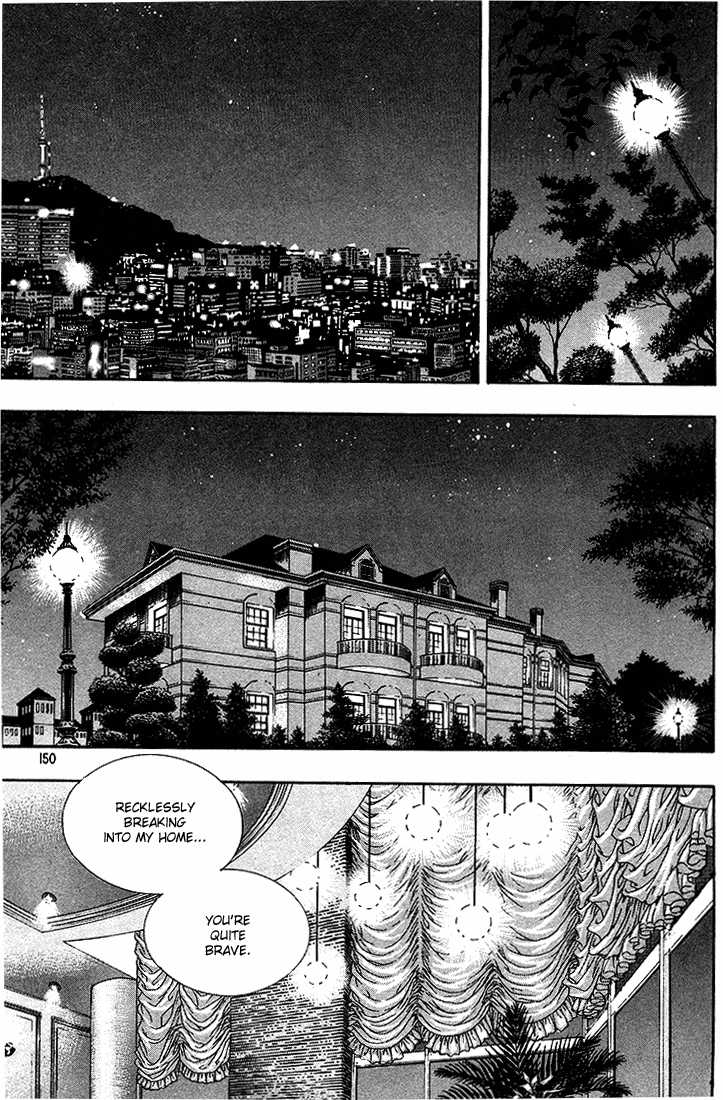 150
RECKLESSLY
BREAKING
INTO MY HOME...
YOU'RE
QUITE
BRAVE.